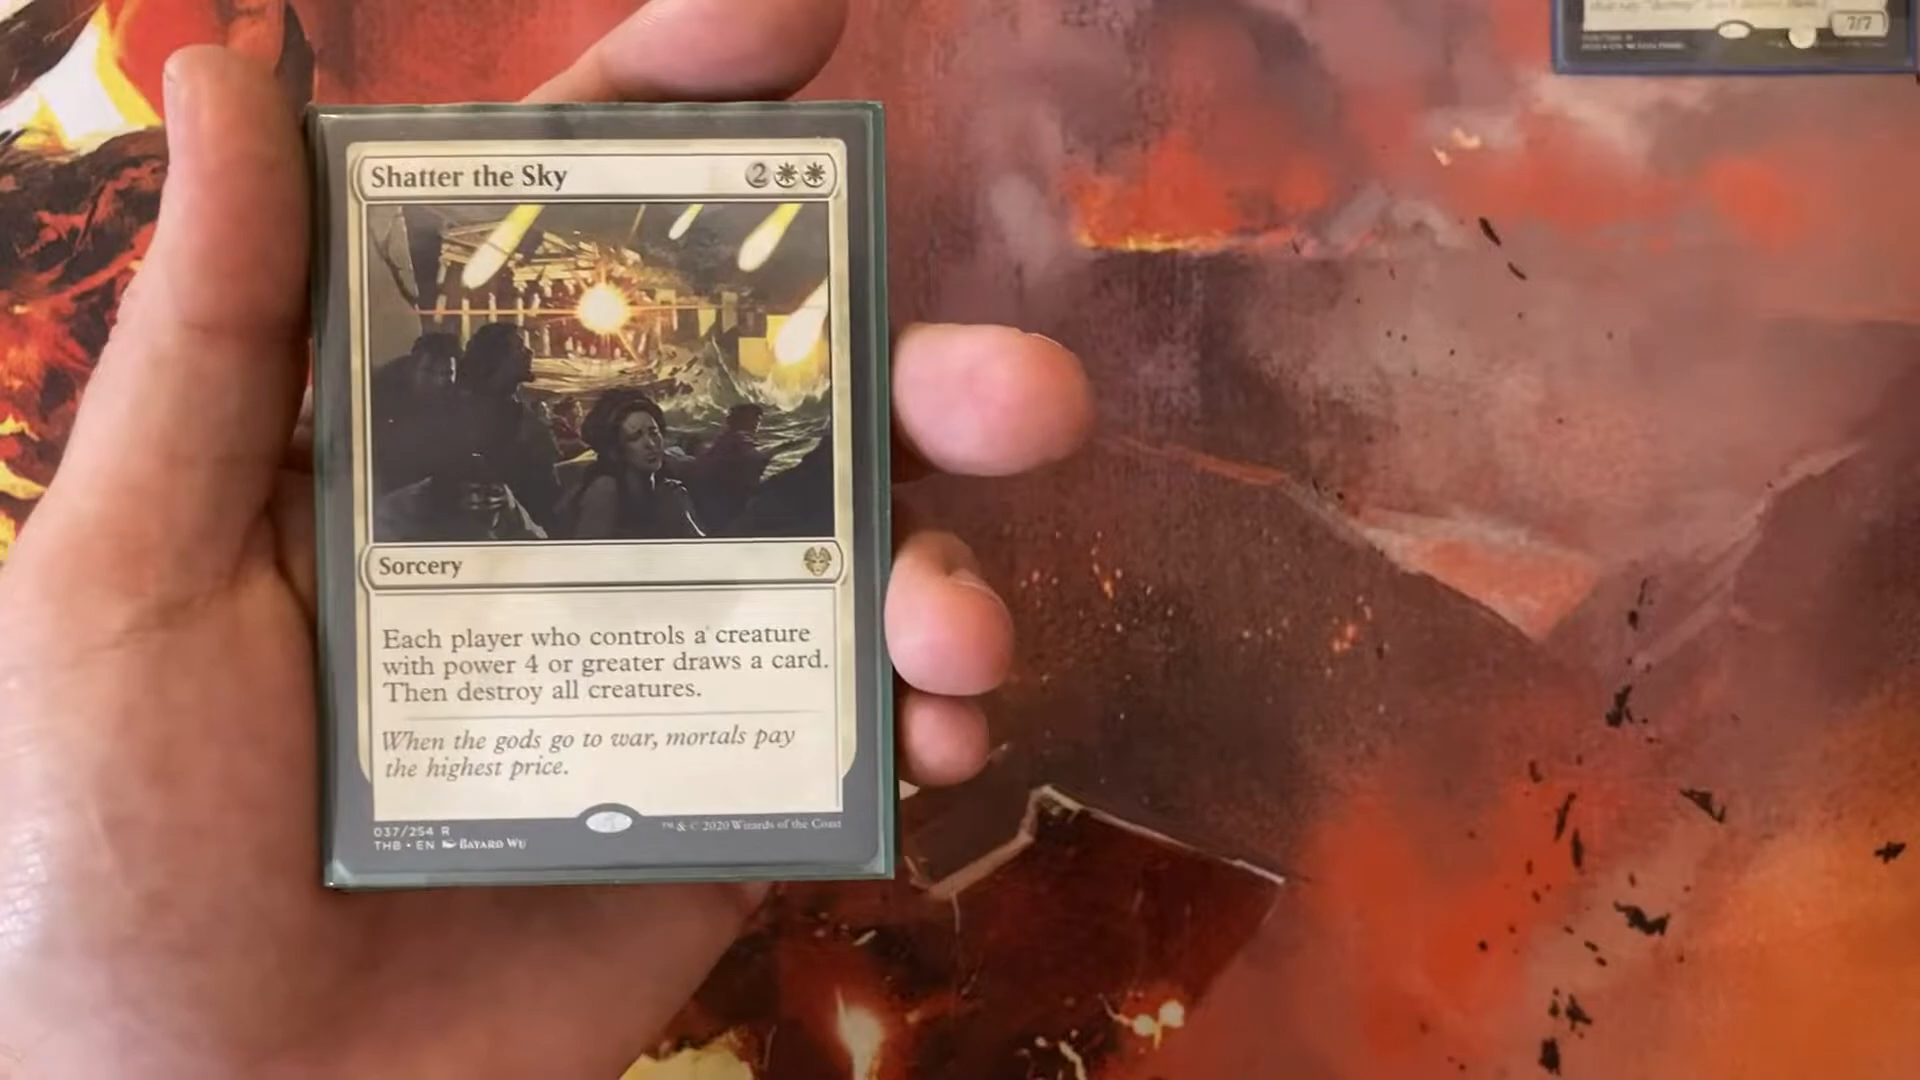 Shatter the Sky
2
Sorcery
Each player who controls a creature
with power 4 or greater draws a card.
Then destroy all creatures.
When the gods go to war, mortals pay
the highest price.
037/254 R
THB • EN Bayard Wu
™ & © 2020 Wizards of the Coast
7/7